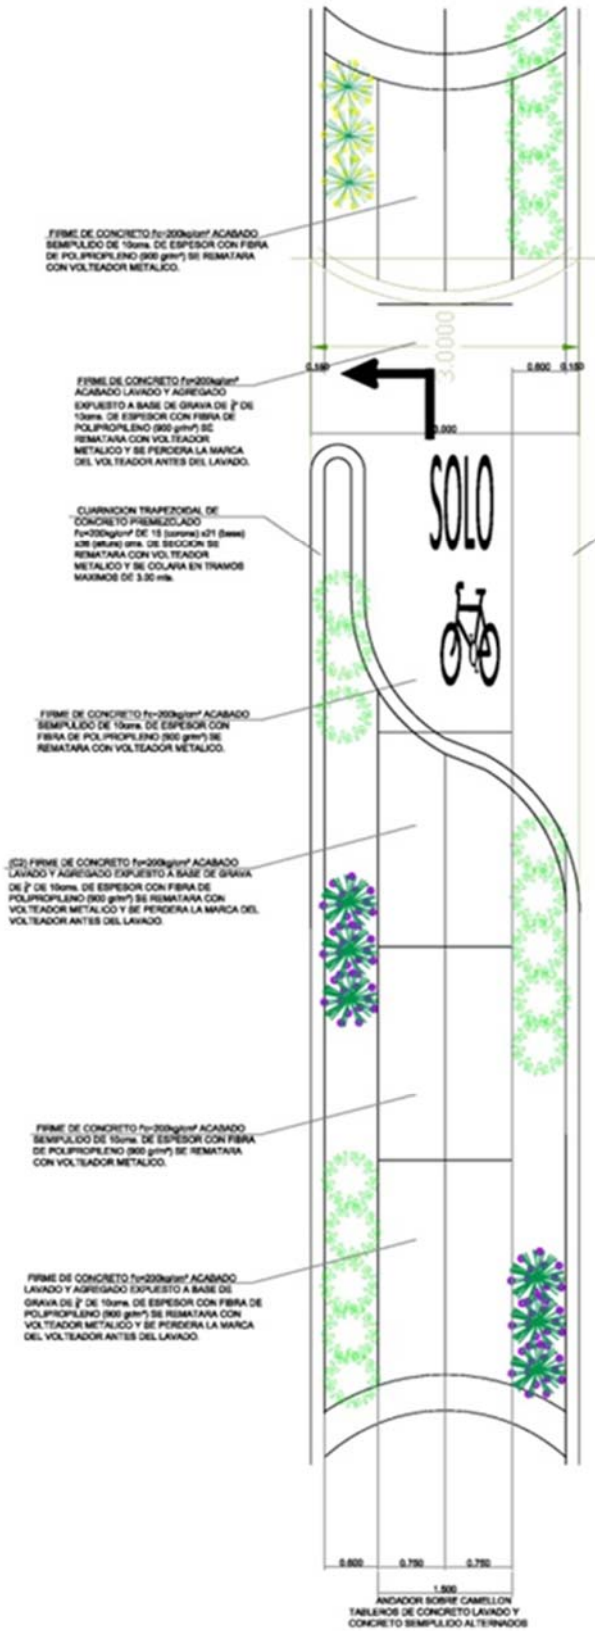 FIRME DE CONCRETO f'c=200kg/cm² ACABADO
SEMIPULIDO DE 10cms. DE ESPESOR CON FIBRA
DE POLIPROPILENO (900 gr/m³) SE REMATARA
CON VOLTEADOR METALICO.
3.0000
0.600 0.150
FIRME DE CONCRETO f'c=200kg/cm²
ACABADO LAVADO Y AGREGADO
EXPUESTO A BASE DE GRAVA DE DE
10cms. DE ESPESOR CON FIBRA DE
POLIPROPILENO (900 gr/m³) SE
REMATARA CON VOLTEADOR
METALICO Y SE PERDERA LA MARCA
DEL VOLTEADOR ANTES DEL LAVADO.
SOLO
CUARNICION TRAPEZOIDAL DE
CONCRETO PREMEZCLADO
f'c=200kg/cm² DE 15 (corona) x21 (base)
(altura) cms. DE SECCION SE
REMATARA CON VOLTEADOR
METALICO Y SE COLARA EN TRAMOS
MAXIMOS DE 3.00 mts.
FIRME DE CONCRETO f'c=200kg/cm² ACABADO
SEMIPULIDO DE 10cms. DE ESPESOR CON
FIBRA DE POLIPROPILENO (900 gr/m³) SE
REMATARA CON VOLTEADOR METALICO.
(C2) FIRME DE CONCRETO f'c=200kg/cm² ACABADO
LAVADO Y AGREGADO EXPUESTO A BASE DE GRAVA
DE DE 10cms. DE ESPESOR CON FIBRA DE
POLIPROPILENO (900 gr/m³) SE REMATARA CON
VOLTEADOR METALICO Y SE PERDERA LA MARCA DEL
VOLTEADOR ANTES DEL LAVADO.
FIRME DE CONCRETO f'c=200kg/cm² ACABADO
SEMIPULIDO DE 10cms. DE ESPESOR CON FIBRA
DE POLIPROPILENO (900 gr/m³) SE REMATARA
CON VOLTEADOR METALICO.
FIRME DE CONCRETO f'c=200kg/cm² ACABADO
LAVADO Y AGREGADO EXPUESTO A BASE DE
GRAVA DE DE 10cms. DE ESPESOR CON FIBRA DE
POLIPROPILENO (900 gr/m³) SE REMATARA CON
VOLTEADOR METALICO Y SE PERDERA LA MARCA
DEL VOLTEADOR ANTES DEL LAVADO.
0.600 0.750 0.750
1.500
ANDADOR SOBRE CAMELLON
TABLEROS DE CONCRETO LAVADO Y
CONCRETO SEMIPULIDO ALTERNADOS